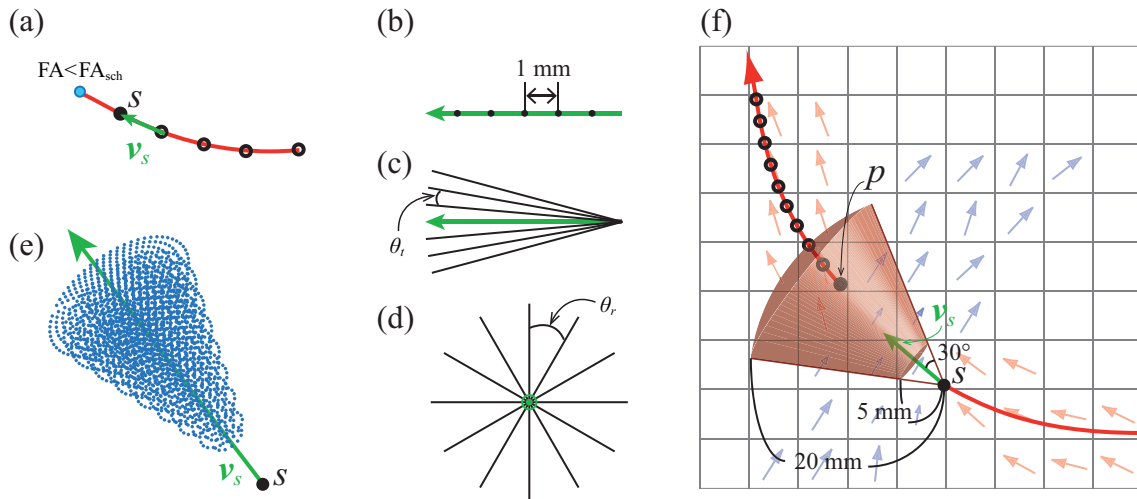 (a)
FA<FA_sch
s
v_s
(b)
1 mm
(c)
θ_t
(d)
θ_r
(e)
v_s
s
(f)
p
v_s
30°
s
5 mm
20 mm